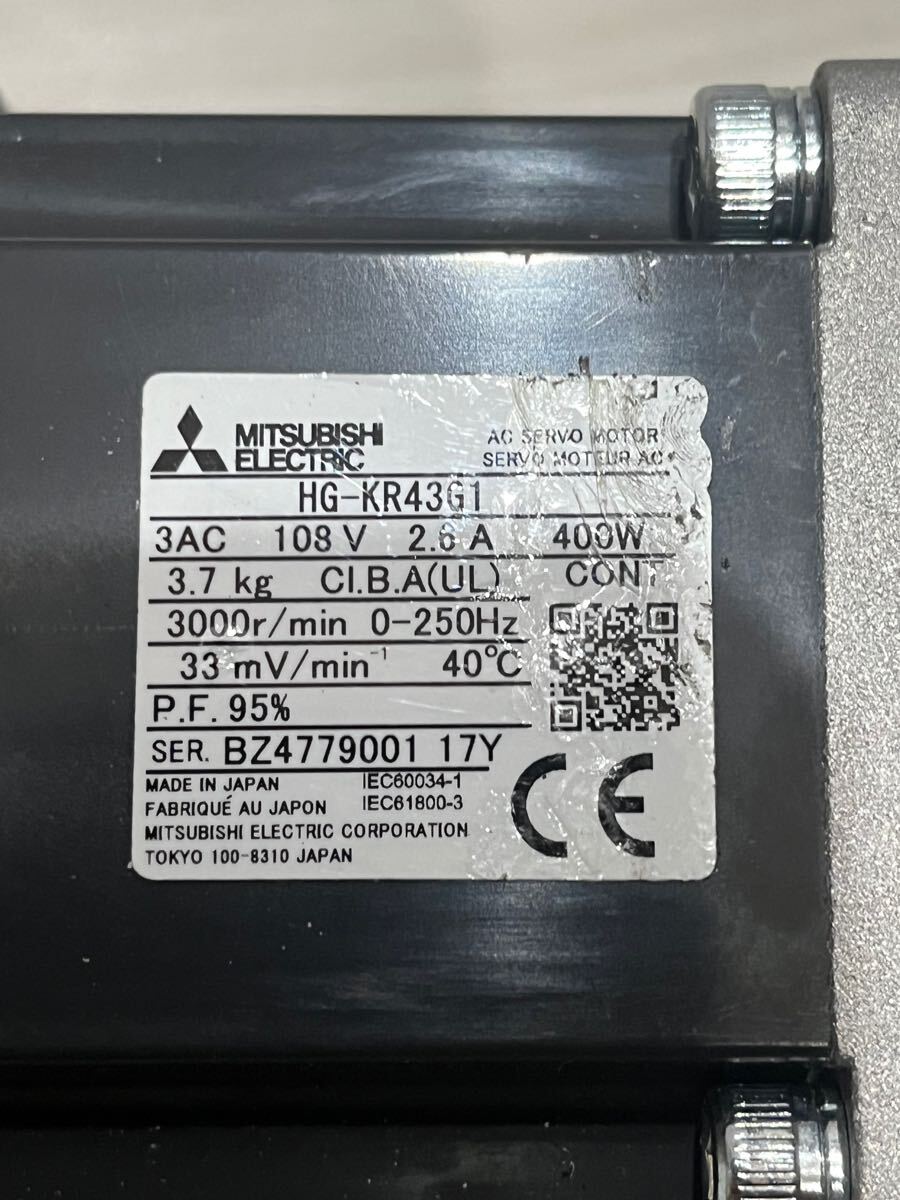 MITSUBISHI
ELECTRIC
AC SERVO MOTOR
SERVO MOTEUR AC
HG-KR43G1
3AC 108 V 2.6 A 400W
3.7 kg CI.B.A(UL) CONT
3000r/min 0-250Hz
33 mV/min⁻¹ 40℃
P.F. 95%
SER. BZ4779001 17Y
MADE IN JAPAN IEC60034-1
FABRIQUÉ AU JAPON IEC61800-3
MITSUBISHI ELECTRIC CORPORATION
TOKYO 100-8310 JAPAN
CE